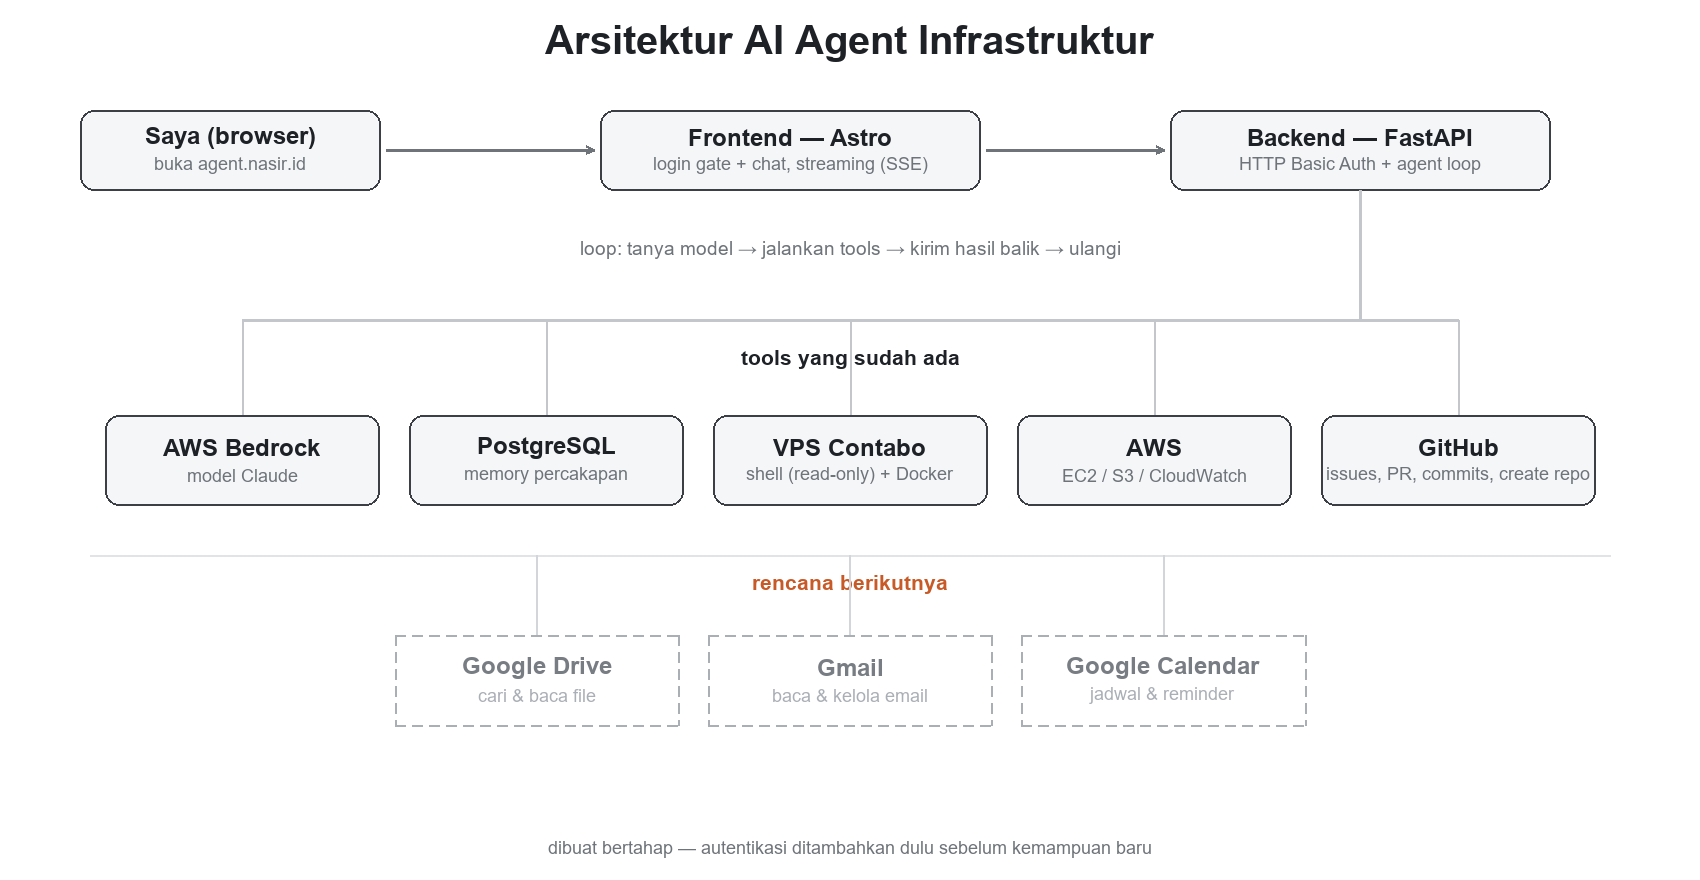 Arsitektur AI Agent Infrastruktur
Saya (browser)
buka agent.nasir.id
Frontend — Astro
login gate + chat, streaming (SSE)
Backend — FastAPI
HTTP Basic Auth + agent loop
loop: tanya model → jalankan tools → kirim hasil balik → ulangi
tools yang sudah ada
AWS Bedrock
model Claude
PostgreSQL
memory percakapan
VPS Contabo
shell (read-only) + Docker
AWS
EC2 / S3 / CloudWatch
GitHub
issues, PR, commits, create repo
rencana berikutnya
Google Drive
cari & baca file
Gmail
baca & kelola email
Google Calendar
jadwal & reminder
dibuat bertahap — autentikasi ditambahkan dulu sebelum kemampuan baru